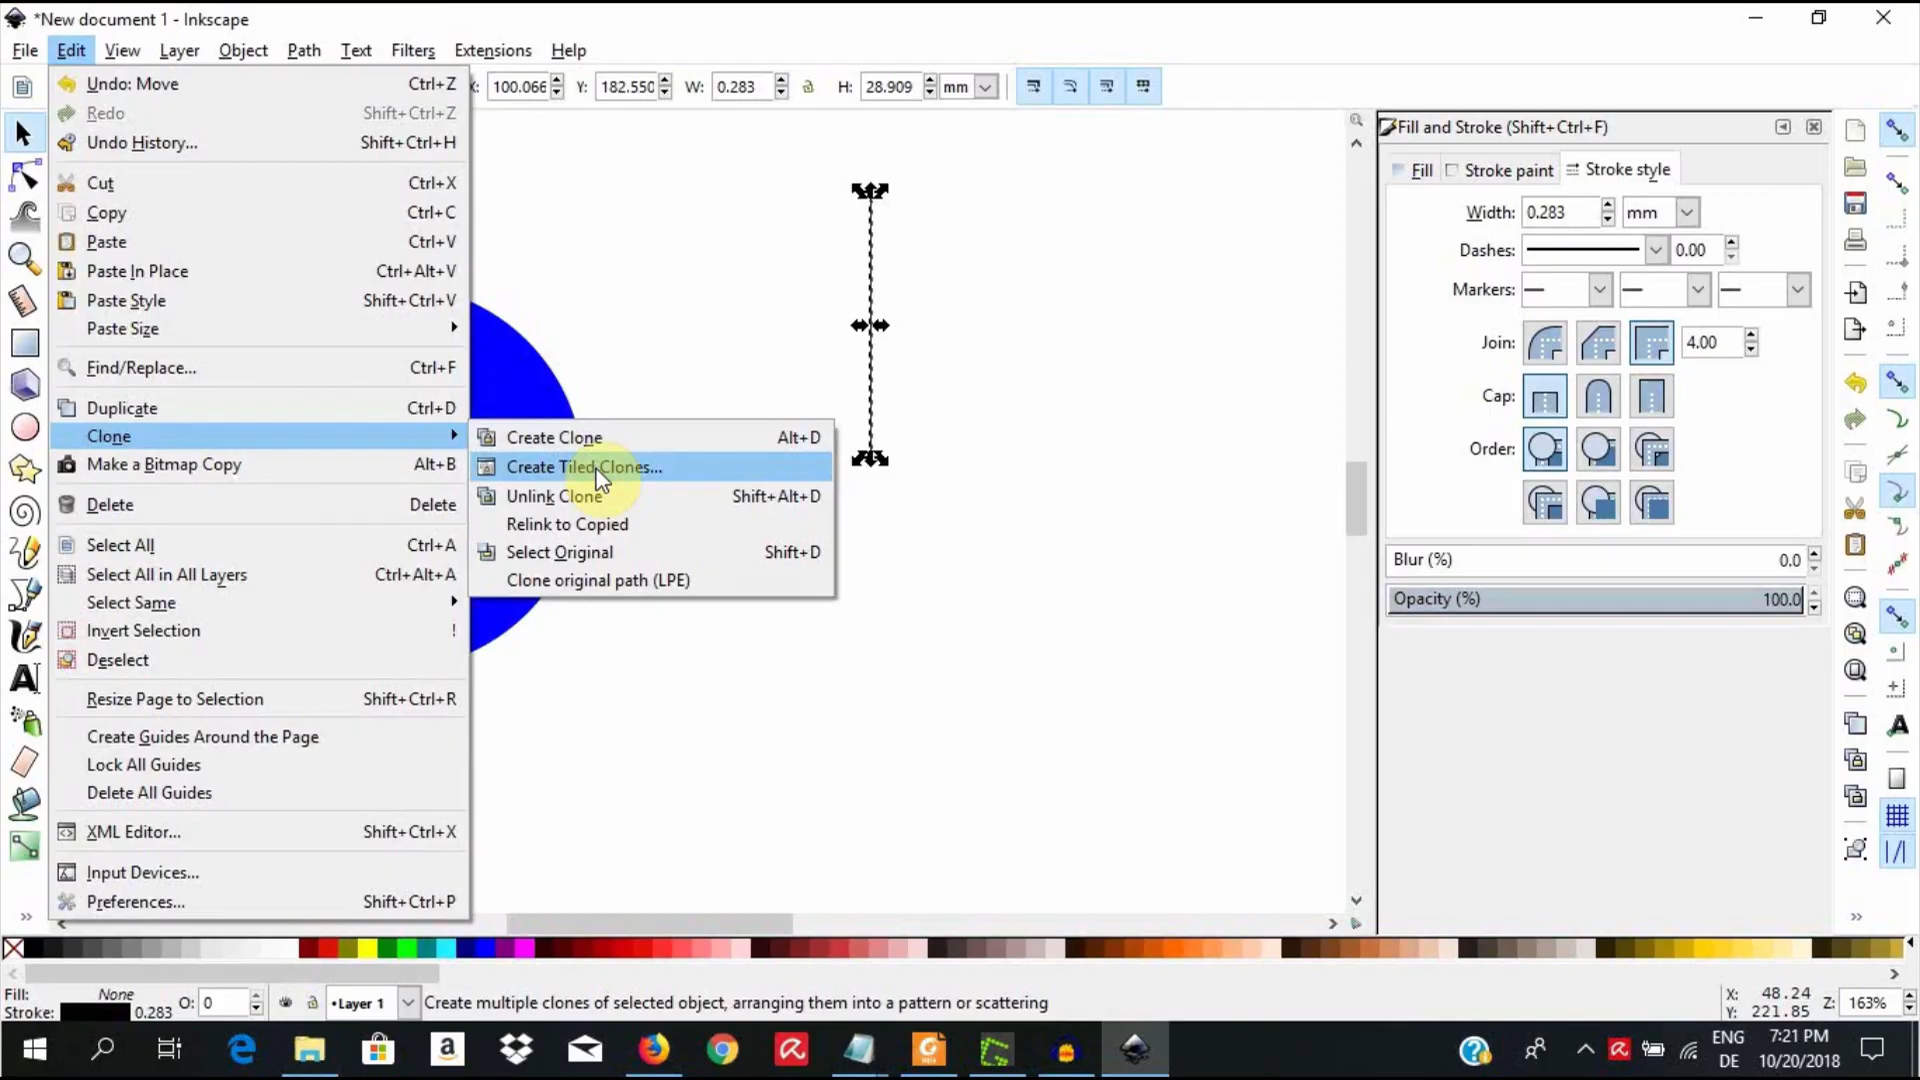 *New document 1 - Inkscape
File Edit View Layer Object Path Text Filters Extensions Help
Undo: Move Ctrl+Z
Redo Shift+Ctrl+Z
Undo History... Shift+Ctrl+H
Cut Ctrl+X
Copy Ctrl+C
Paste Ctrl+V
Paste In Place Ctrl+Alt+V
Paste Style Shift+Ctrl+V
Paste Size
Find/Replace... Ctrl+F
Duplicate Ctrl+D
Clone
Make a Bitmap Copy Alt+B
Delete Delete
Select All Ctrl+A
Select All in All Layers Ctrl+Alt+A
Select Same
Invert Selection !
Deselect
Resize Page to Selection Shift+Ctrl+R
Create Guides Around the Page
Lock All Guides
Delete All Guides
XML Editor... Shift+Ctrl+X
Input Devices...
Preferences... Shift+Ctrl+P
Create Clone Alt+D
Create Tiled Clones...
Unlink Clone Shift+Alt+D
Relink to Copied
Select Original Shift+D
Clone original path (LPE)
100.066 Y: 182.550 W: 0.283 H: 28.909 mm
Fill and Stroke (Shift+Ctrl+F)
Fill Stroke paint Stroke style
Width: 0.283 mm
Dashes: 0.00
Markers:
Join: 4.00
Cap:
Order:
Blur (%) 0.0
Opacity (%) 100.0
Fill: None
Stroke: 0.283
O: 0
•Layer 1
Create multiple clones of selected object, arranging them into a pattern or scattering
X: 48.24
Y: 221.85
Z: 163%
ENG
DE
7:21 PM
10/20/2018